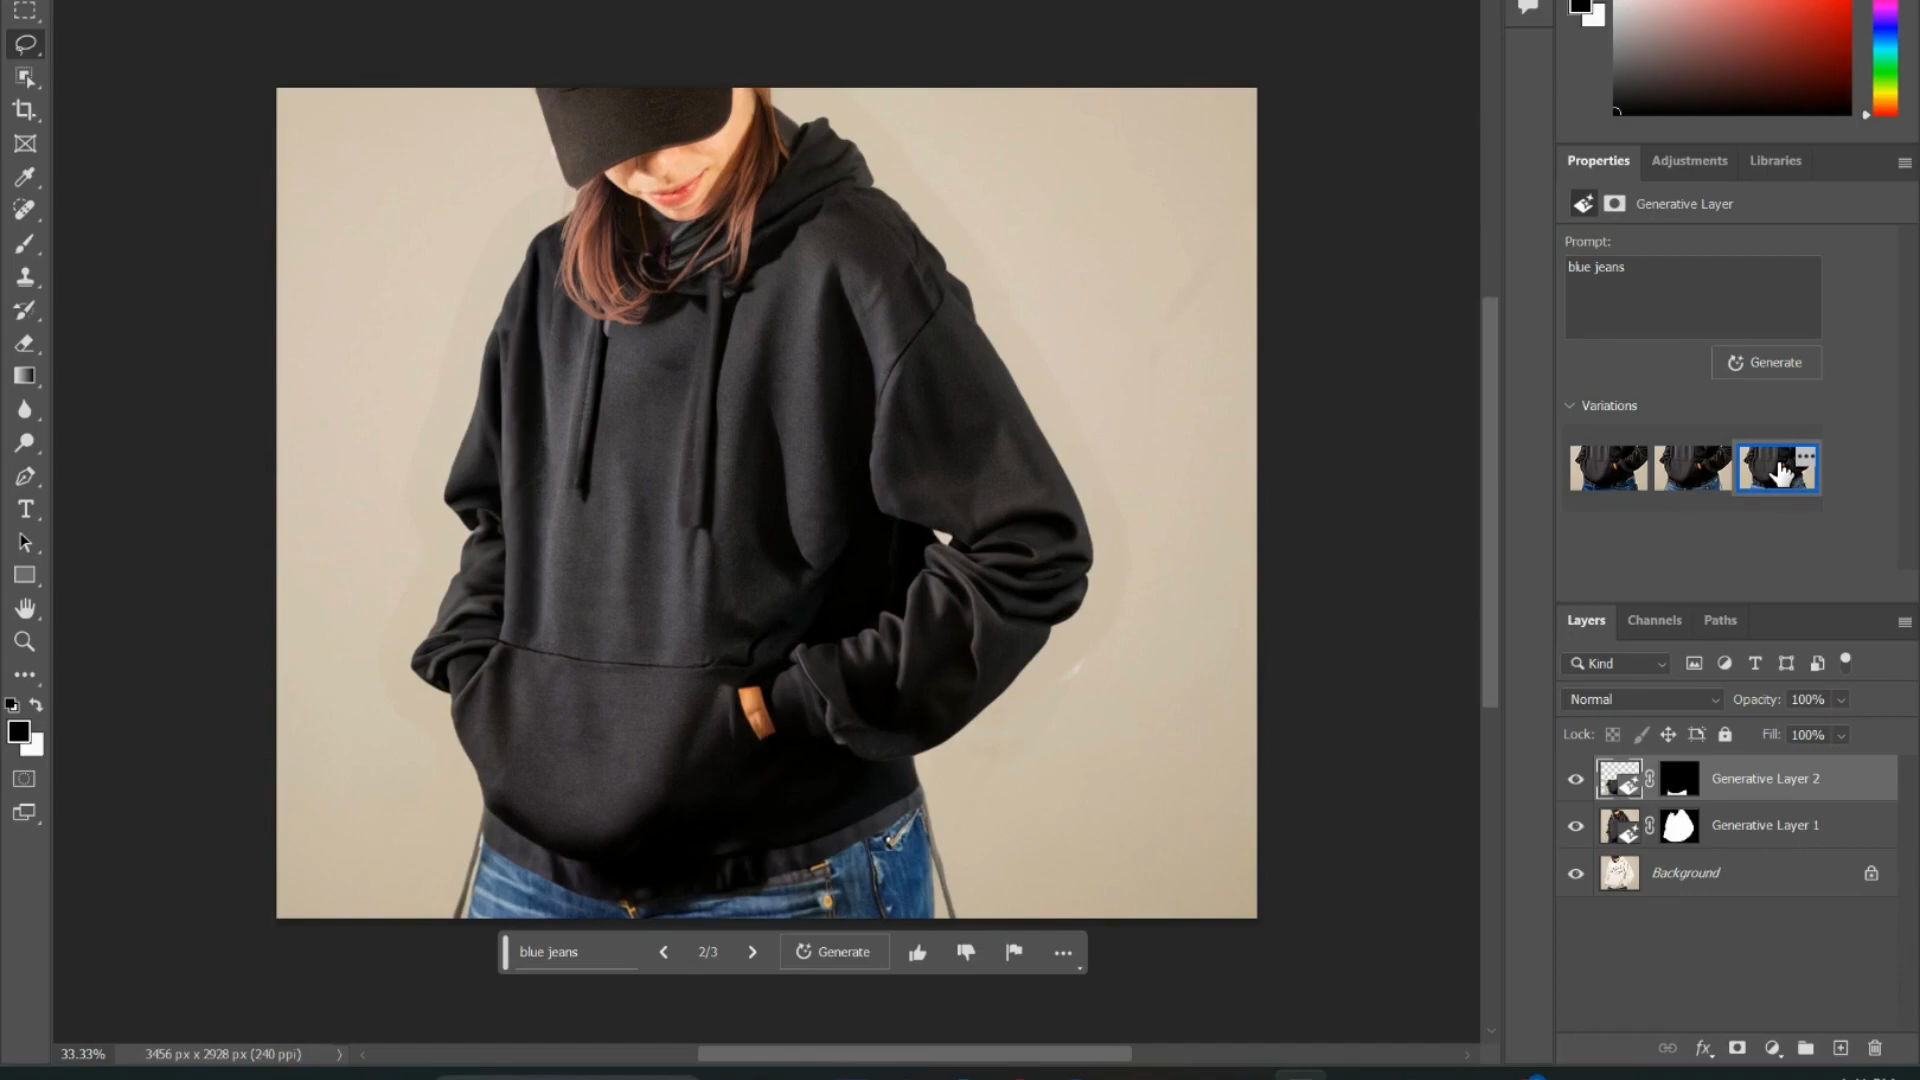 Properties
Adjustments
Libraries
Generative Layer
Prompt:
blue jeans
Generate
Variations
Layers
Channels
Paths
Kind
Normal
Opacity: 100%
Lock:
Fill: 100%
Generative Layer 2
Generative Layer 1
Background
blue jeans
2/3
Generate
33.33%
3456 px x 2928 px (240 ppi)